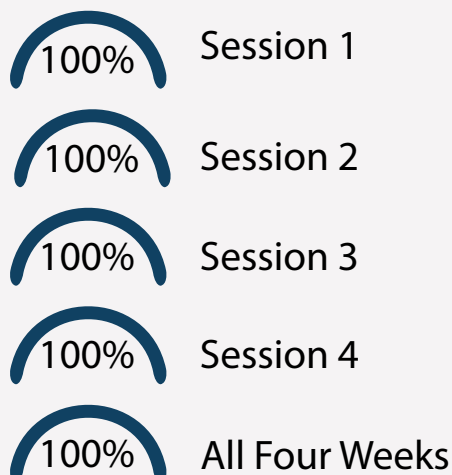 100% Session 1
100% Session 2
100% Session 3
100% Session 4
100% All Four Weeks